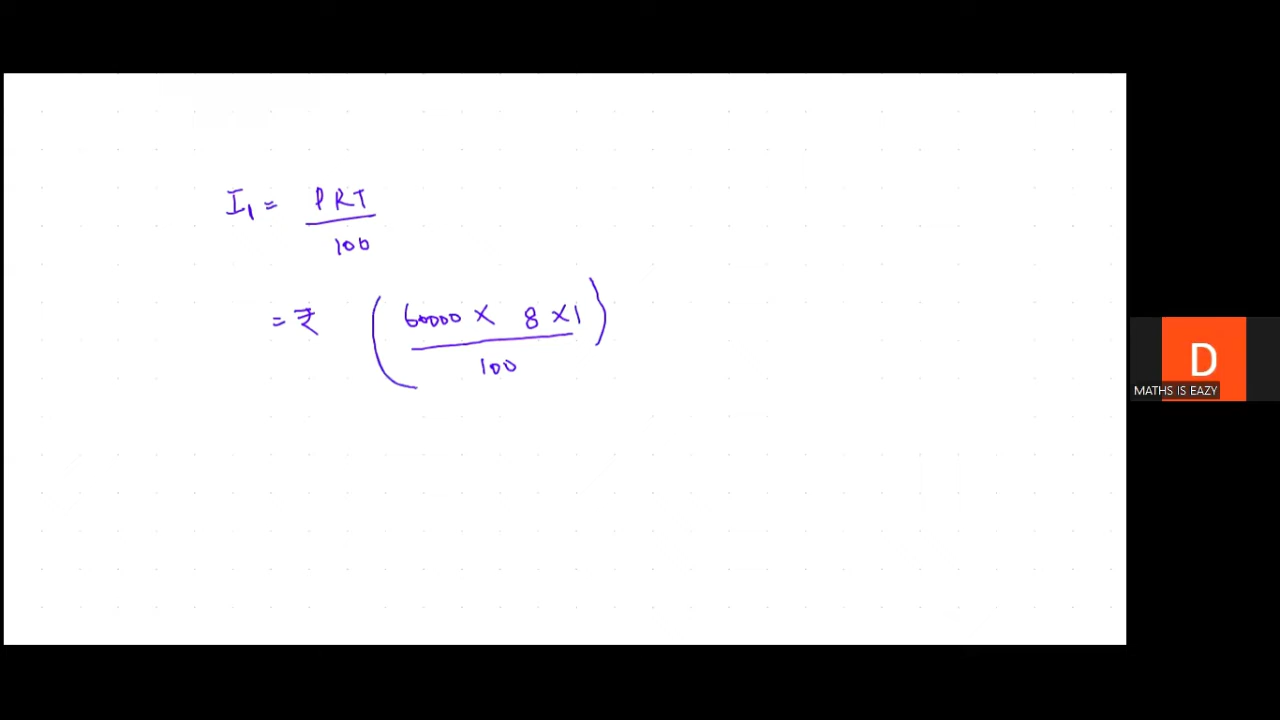 I₁ = PRT
100
= ₹ ( 60000 × 8 × 1 )
100
D
MATHS IS EAZY